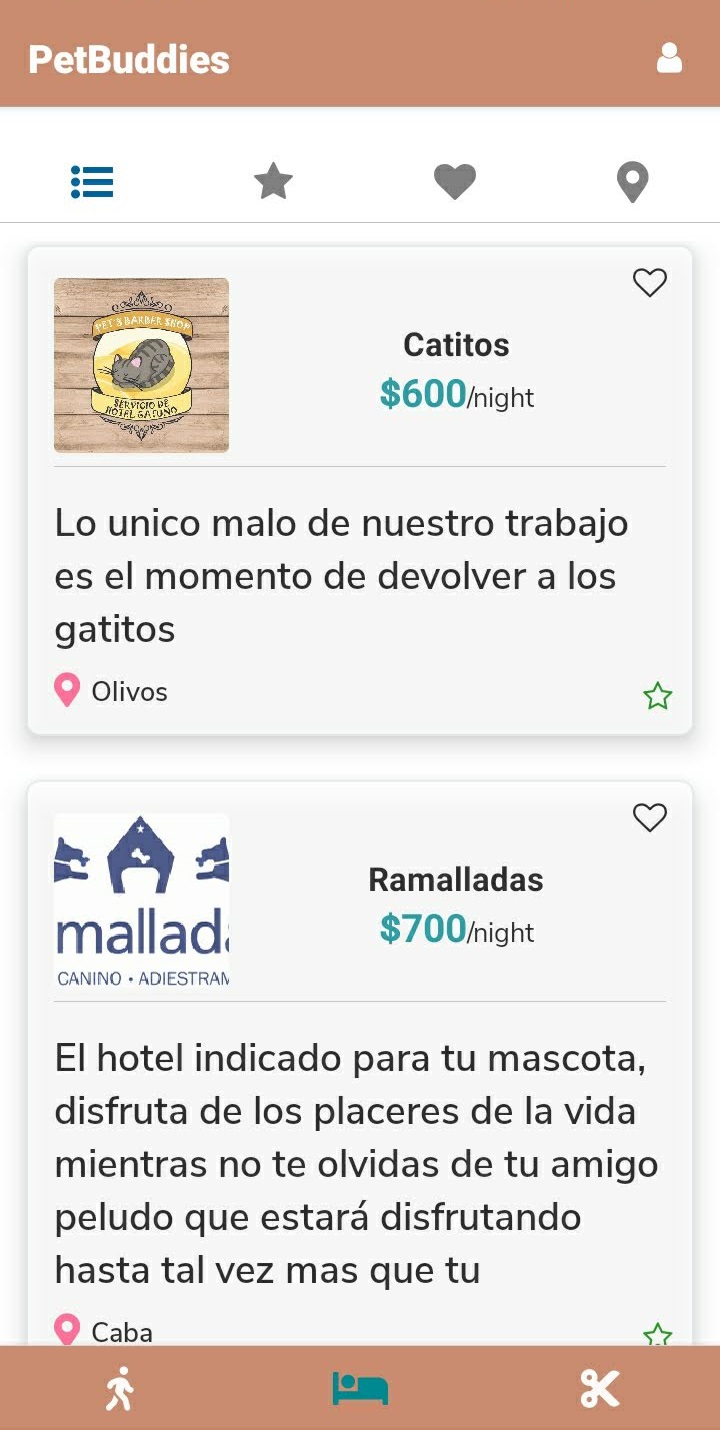 PetBuddies
PET'S BARBER SHOP
SERVICIO DE
HOTEL GATUNO
Catitos
$600/night
Lo unico malo de nuestro trabajo
es el momento de devolver a los
gatitos
Olivos
mallada
CANINO • ADIESTRAM
Ramalladas
$700/night
El hotel indicado para tu mascota,
disfruta de los placeres de la vida
mientras no te olvidas de tu amigo
peludo que estará disfrutando
hasta tal vez mas que tu
Caba